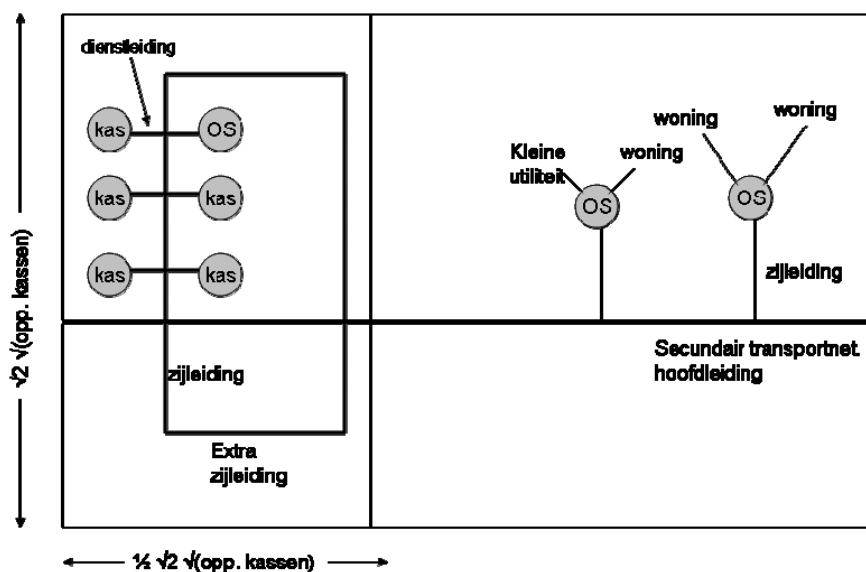 dienstleiding
kas
OS
kas
kas
kas
kas
Kleine
utiliteit
woning
woning
woning
OS
OS
zijleiding
zijleiding
Secundair transportnet.
hoofdleiding
Extra
zijleiding
√2 √(opp. kassen)
½ √2 √(opp. kassen)